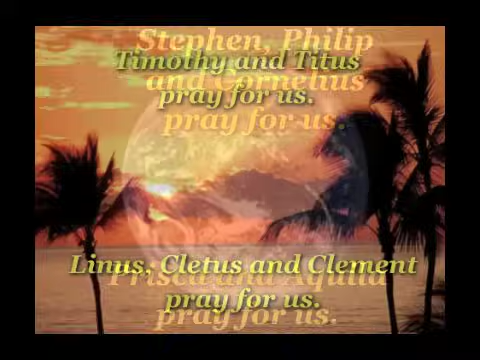 Stephen, Philip
Timothy and Titus
and Cornelius
pray for us.
pray for us.
Linus, Cletus and Clement
Prisca and Aquila
pray for us.
pray for us.